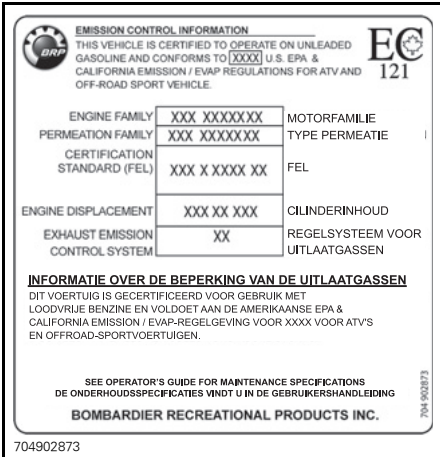 BRP
EMISSION CONTROL INFORMATION
THIS VEHICLE IS CERTIFIED TO OPERATE ON UNLEADED
GASOLINE AND CONFORMS TO XXXX U.S. EPA &
CALIFORNIA EMISSION / EVAP REGULATIONS FOR ATV AND
OFF-ROAD SPORT VEHICLE.
EC
121
ENGINE FAMILY XXX XXXXXXX MOTORFAMILIE
PERMEATION FAMILY XXX XXXXXXX TYPE PERMEATIE
CERTIFICATION
STANDARD (FEL) XXX X XXXX XX FEL
ENGINE DISPLACEMENT XXX XX XXX CILINDERINHOUD
EXHAUST EMISSION XX REGELSYSTEEM VOOR
CONTROL SYSTEM UITLAATGASSEN
INFORMATIE OVER DE BEPERKING VAN DE UITLAATGASSEN
DIT VOERTUIG IS GECERTIFICEERD VOOR GEBRUIK MET
LOODVRIJE BENZINE EN VOLDOET AAN DE AMERIKAANSE EPA &
CALIFORNIA EMISSION / EVAP-REGELGEVING VOOR XXXX VOOR ATV'S
EN OFFROAD-SPORTVOERTUIGEN.
SEE OPERATOR'S GUIDE FOR MAINTENANCE SPECIFICATIONS
DE ONDERHOUDSSPECIFICATIES VINDT U IN DE GEBRUIKERSHANDLEIDING
BOMBARDIER RECREATIONAL PRODUCTS INC.
704 902873
704902873